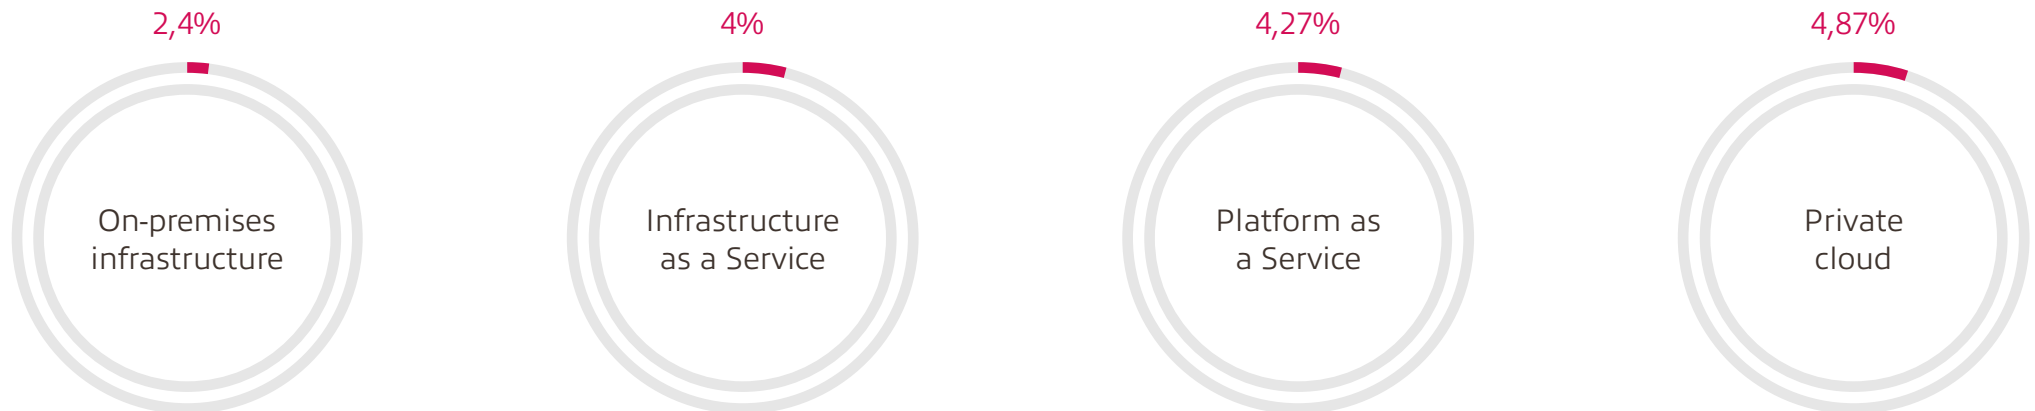 2,4%
On-premises
infrastructure
4%
Infrastructure
as a Service
4,27%
Platform as
a Service
4,87%
Private
cloud